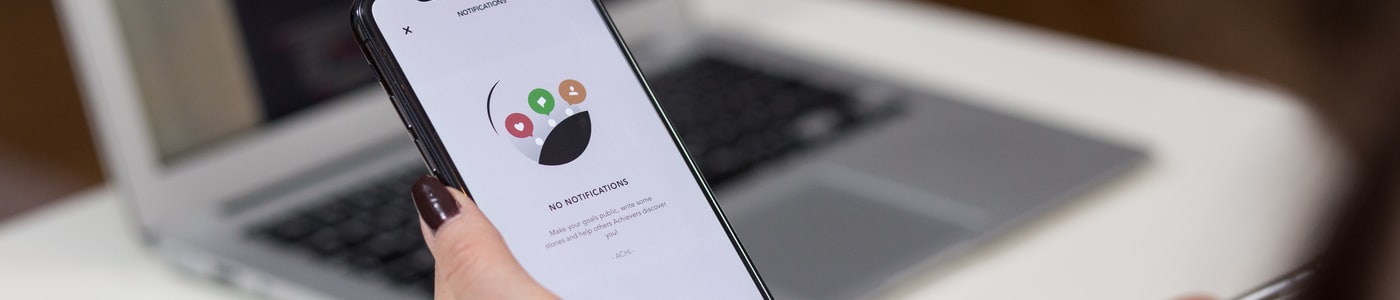 NOTIFICATIONS
NO NOTIFICATIONS
Make your goals public, write some
stories and help others Achievers discover
you!
- ACHI -